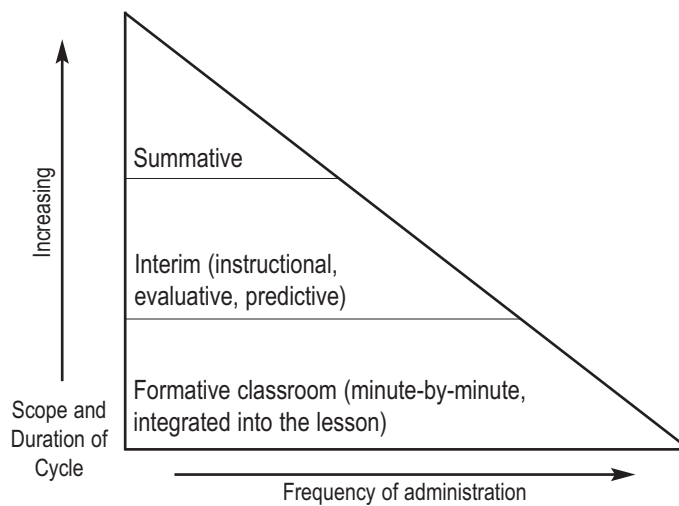 Increasing
Summative
Interim (instructional,
evaluative, predictive)
Formative classroom (minute-by-minute,
integrated into the lesson)
Scope and
Duration of
Cycle
Frequency of administration